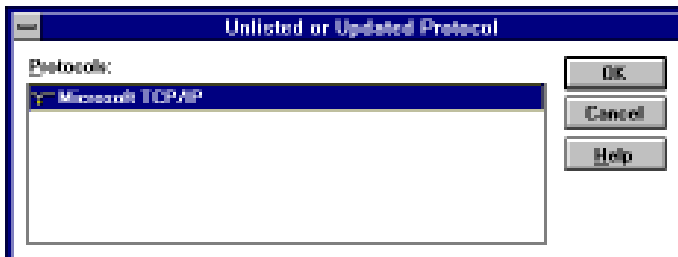 Unlisted or Updated Protocol
Protocols:
Microsoft TCP/IP
OK
Cancel
Help